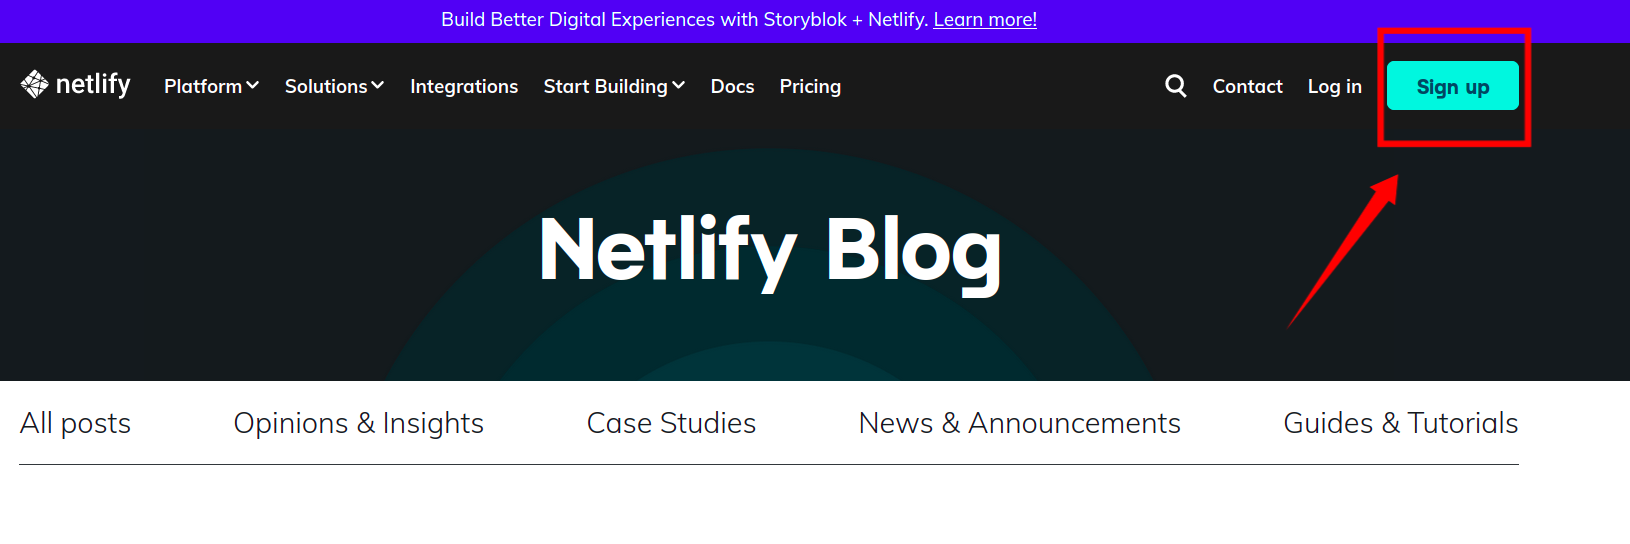 Build Better Digital Experiences with Storyblok + Netlify. Learn more!
netlify Platform Solutions Integrations Start Building Docs Pricing Contact Log in Sign up
Netlify Blog
All posts Opinions & Insights Case Studies News & Announcements Guides & Tutorials